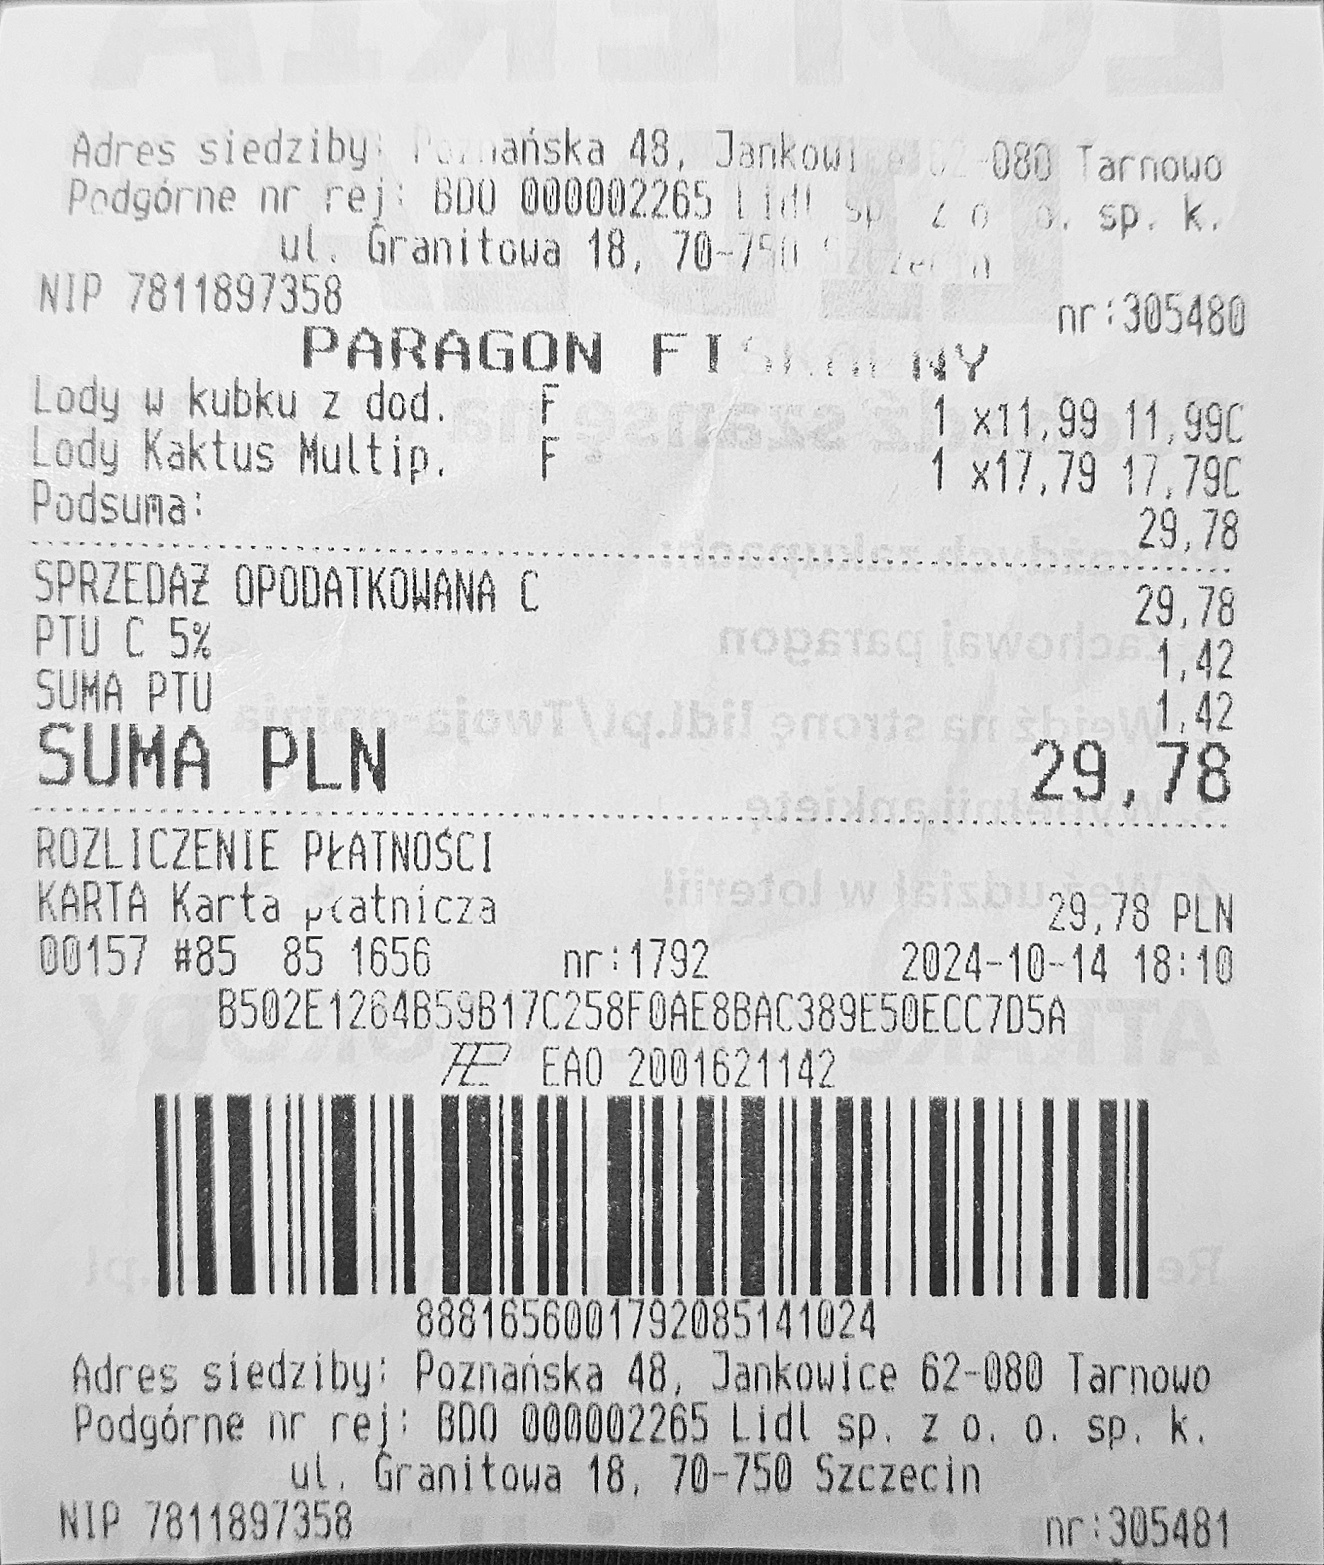 Adres siedziby: Poznańska 48, Jankowice 62-080 Tarnowo
Podgórne nr rej: BDO 000002265 Lidl sp. z o. o. sp. k.
ul. Granitowa 18, 70-750 Szczecin
NIP 7811897358 nr:305480
PARAGON FISKALNY
Lody w kubku z dod. F 1 x11,99 11,99C
Lody Kaktus Multip. F 1 x17,79 17,79C
Podsuma: 29,78
SPRZEDAŻ OPODATKOWANA C 29,78
PTU C 5% 1,42
SUMA PTU 1,42
SUMA PLN 29,78
ROZLICZENIE PŁATNOŚCI
KARTA Karta płatnicza 29,78 PLN
00157 #85 85 1656 nr:1792 2024-10-14 18:10
B502E1264B59B17C258F0AE8BAC389E50ECC7D5A
EAO 2001621142
8881656001792085141024
Adres siedziby: Poznańska 48, Jankowice 62-080 Tarnowo
Podgórne nr rej: BDO 000002265 Lidl sp. z o. o. sp. k.
ul. Granitowa 18, 70-750 Szczecin
NIP 7811897358 nr:305481